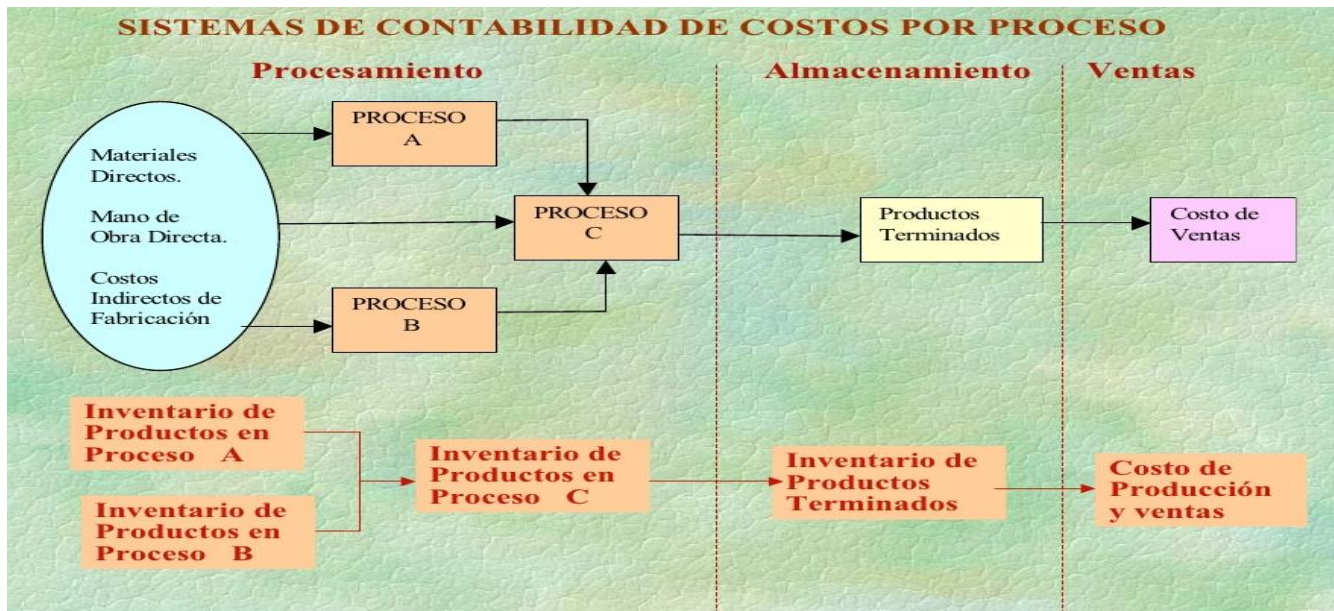 SISTEMAS DE CONTABILIDAD DE COSTOS POR PROCESO
Procesamiento
Almacenamiento
Ventas
Materiales
Directos.
Mano de
Obra Directa.
Costos
Indirectos de
Fabricación
PROCESO
A
PROCESO
C
PROCESO
B
Productos
Terminados
Costo de
Ventas
Inventario de
Productos en
Proceso A
Inventario de
Productos en
Proceso B
Inventario de
Productos en
Proceso C
Inventario de
Productos
Terminados
Costo de
Producción
y ventas